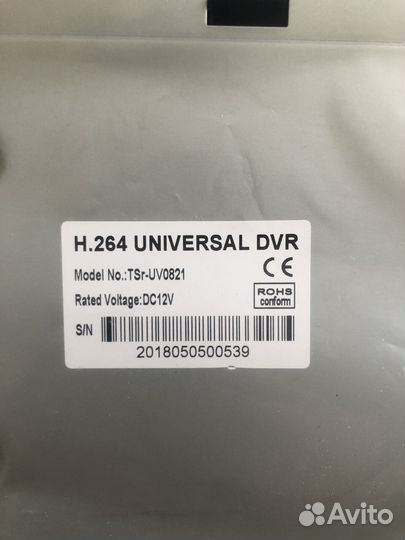 H.264 UNIVERSAL DVR
Model No.:TSr-UV0821
CE
Rated Voltage:DC12V
ROHS
conform
S/N
2018050500539
Avito